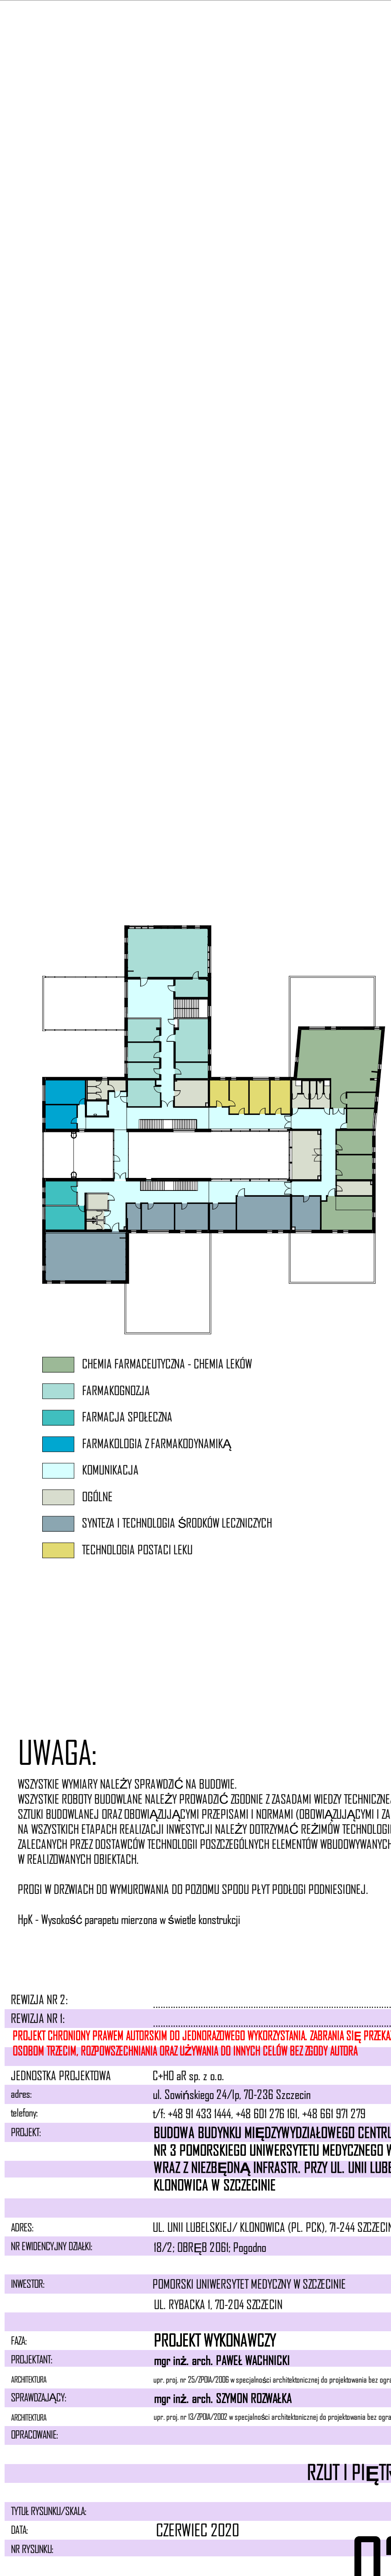 CHEMIA FARMACEUTYCZNA - CHEMIA LEKÓW
FARMAKOGNOZJA
FARMACJA SPOŁECZNA
FARMAKOLOGIA Z FARMAKODYNAMIKĄ
KOMUNIKACJA
OGÓLNE
SYNTEZA I TECHNOLOGIA ŚRODKÓW LECZNICZYCH
TECHNOLOGIA POSTACI LEKU
UWAGA:
WSZYSTKIE WYMIARY NALEŻY SPRAWDZIĆ NA BUDOWIE.
WSZYSTKIE ROBOTY BUDOWLANE NALEŻY PROWADZIĆ ZGODNIE Z ZASADAMI WIEDZY TECHNICZNE
SZTUKI BUDOWLANEJ ORAZ OBOWIĄZUJĄCYMI PRZEPISAMI I NORMAMI (OBOWIĄZUJĄCYMI I ZA
NA WSZYSTKICH ETAPACH REALIZACJI INWESTYCJI NALEŻY DOTRZYMAĆ REŻIMÓW TECHNOLOGI
ZALECANYCH PRZEZ DOSTAWCÓW TECHNOLOGII POSZCZEGÓLNYCH ELEMENTÓW WBUDOWYWANYCH
W REALIZOWANYCH OBIEKTACH.
PROGI W DRZWIACH DO WYMUROWANIA DO POZIOMU SPODU PŁYT PODŁOGI PODNIESIONEJ.
HpK - Wysokość parapetu mierzona w świetle konstrukcji
REWIZJA NR 2:
REWIZJA NR 1:
PROJEKT CHRONIONY PRAWEM AUTORSKIM DO JEDNORAZOWEGO WYKORZYSTANIA. ZABRANIA SIĘ PRZEKA
OSOBOM TRZECIM, ROZPOWSZECHNIANIA ORAZ UŻYWANIA DO INNYCH CELÓW BEZ ZGODY AUTORA
JEDNOSTKA PROJEKTOWA C+HO aR sp. z o.o.
adres: ul. Sowińskiego 24/Ip, 70-236 Szczecin
telefony: t/f: +48 91 433 1444, +48 601 276 161, +48 661 971 279
PROJEKT: BUDOWA BUDYNKU MIĘDZYWYDZIAŁOWEGO CENTRU
NR 3 POMORSKIEGO UNIWERSYTETU MEDYCZNEGO W
WRAZ Z NIEZBĘDNĄ INFRASTR. PRZY UL. UNII LUBE
KLONOWICA W SZCZECINIE
ADRES: UL. UNII LUBELSKIEJ/ KLONOWICA (PL. PCK), 71-244 SZCZECIN
NR EWIDENCYJNY DZIAŁKI: 18/2; OBRĘB 2061; Pogodno
INWESTOR: POMORSKI UNIWERSYTET MEDYCZNY W SZCZECINIE
UL. RYBACKA 1, 70-204 SZCZECIN
FAZA: PROJEKT WYKONAWCZY
PROJEKTANT: mgr inż. arch. PAWEŁ WACHNICKI
ARCHITEKTURA upr. proj. nr 25/ZPOIA/2006 w specjalności architektonicznej do projektowania bez ogra
SPRAWDZAJĄCY: mgr inż. arch. SZYMON ROZWAŁKA
ARCHITEKTURA upr. proj. nr 13/ZPOIA/2002 w specjalności architektonicznej do projektowania bez ogra
OPRACOWANIE:
RZUT I PIĘTR
TYTUŁ RYSUNKU/SKALA:
DATA: CZERWIEC 2020
NR RYSUNKU: